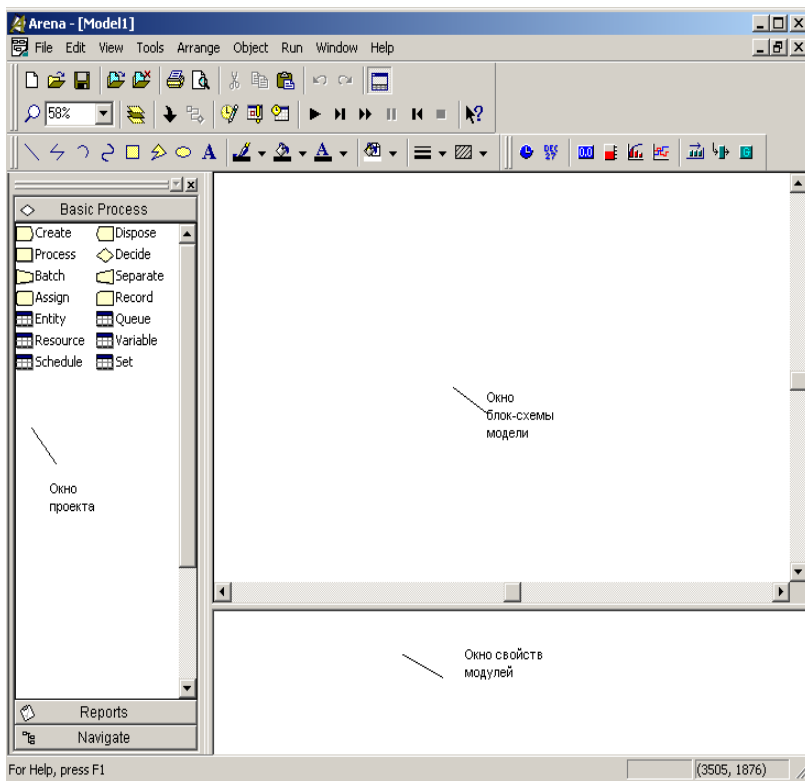 Arena - [Model1]
File Edit View Tools Arrange Object Run Window Help
58%
A A
0.0
Basic Process
Create Dispose
Process Decide
Batch Separate
Assign Record
Entity Queue
Resource Variable
Schedule Set
Окно
блок-схемы
модели
Окно
проекта
Окно свойств
модулей
Reports
Navigate
For Help, press F1
(3505, 1876)